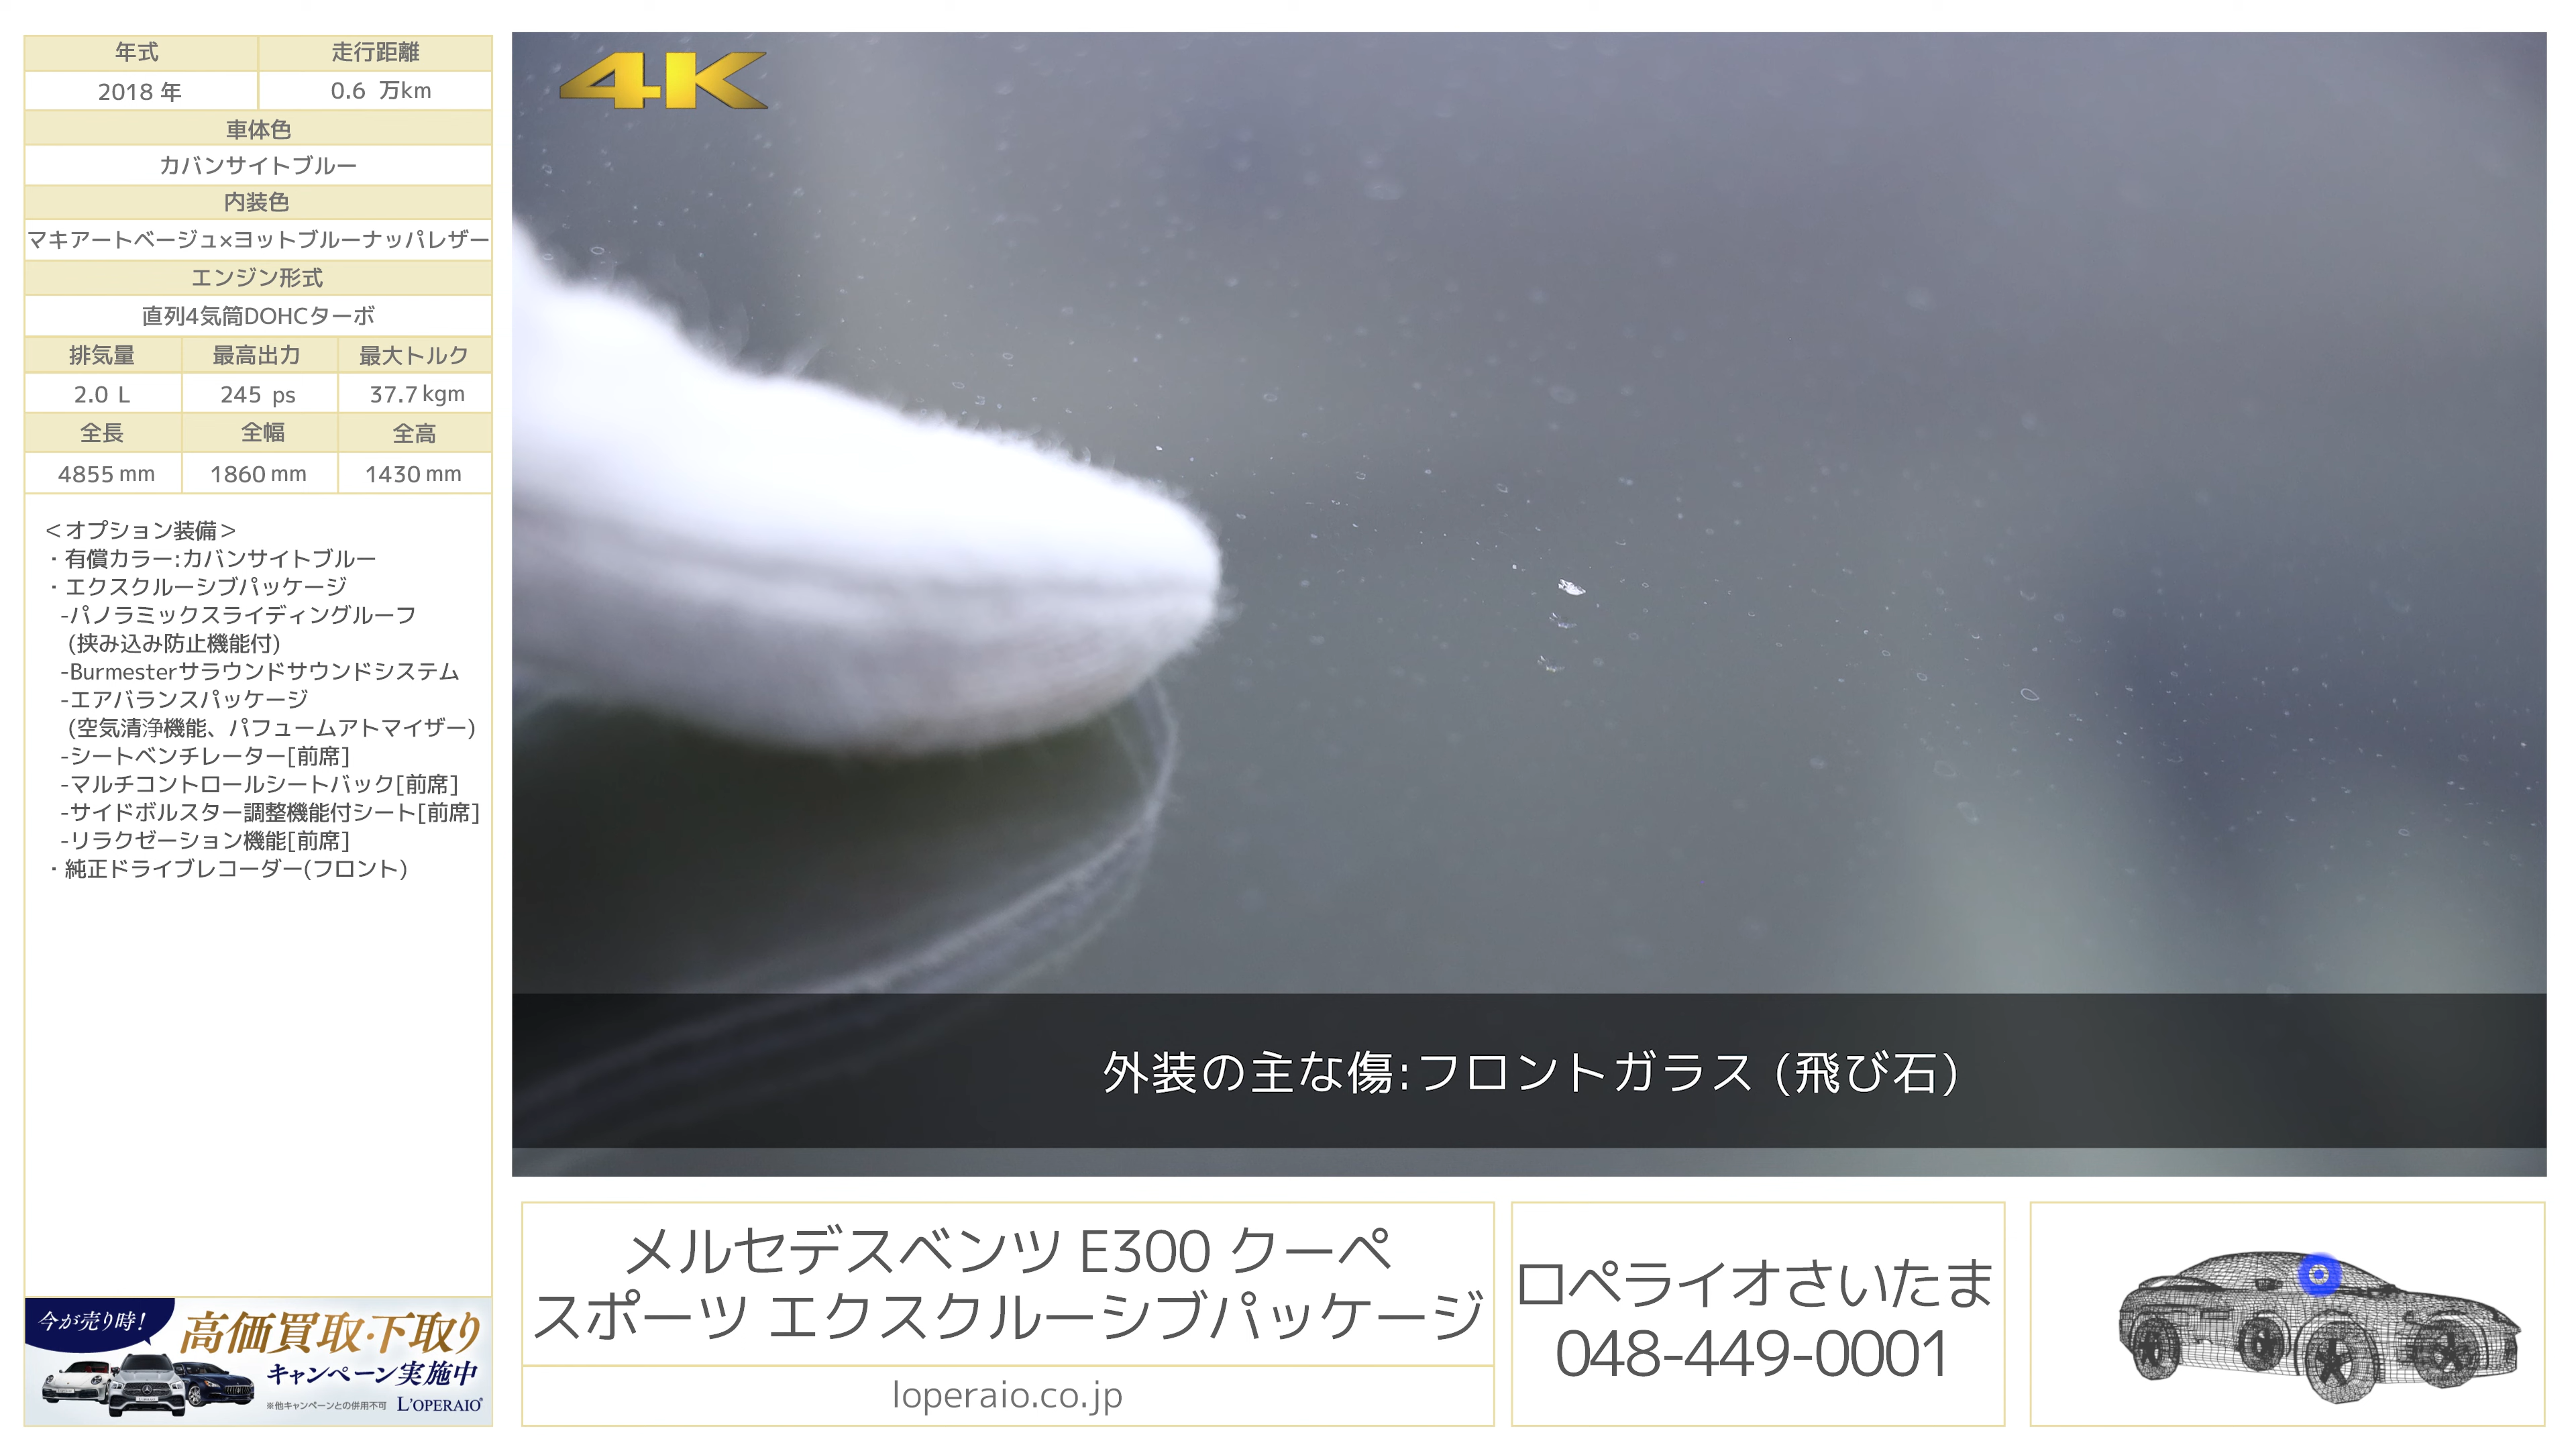 年式 走行距離
2018 年 0.6 万km
車体色
カバンサイトブルー
内装色
マキアートベージュ×ヨットブルーナッパレザー
エンジン形式
直列4気筒DOHCターボ
排気量 最高出力 最大トルク
2.0 L 245 ps 37.7 kgm
全長 全幅 全高
4855 mm 1860 mm 1430 mm
＜オプション装備＞
・有償カラー:カバンサイトブルー
・エクスクルーシブパッケージ
-パノラミックスライディングルーフ
(挟み込み防止機能付)
-Burmesterサラウンドサウンドシステム
-エアバランスパッケージ
(空気清浄機能、パフュームアトマイザー)
-シートベンチレーター[前席]
-マルチコントロールシートバック[前席]
-サイドボルスター調整機能付シート[前席]
-リラクゼーション機能[前席]
・純正ドライブレコーダー(フロント)
今が売り時!
高価買取・下取り
キャンペーン実施中
※他キャンペーンとの併用不可 L'OPERAIO
4K
外装の主な傷:フロントガラス (飛び石)
メルセデスベンツ E300 クーペ
スポーツ エクスクルーシブパッケージ
loperaio.co.jp
ロペライオさいたま
048-449-0001